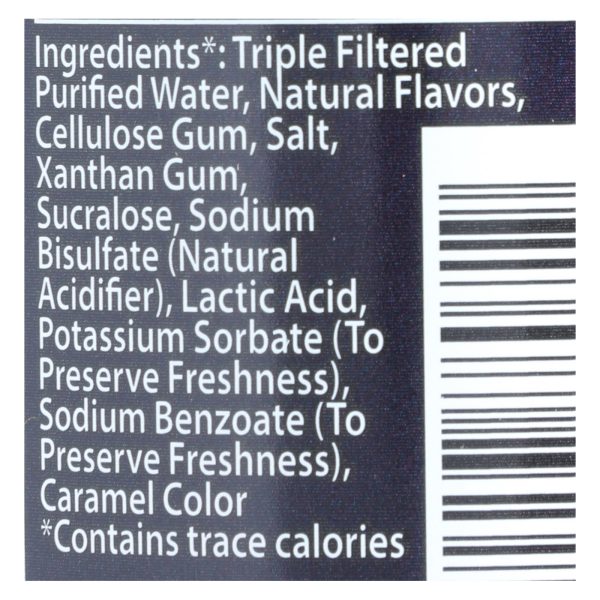 Ingredients*: Triple Filtered
Purified Water, Natural Flavors,
Cellulose Gum, Salt,
Xanthan Gum,
Sucralose, Sodium
Bisulfate (Natural
Acidifier), Lactic Acid,
Potassium Sorbate (To
Preserve Freshness),
Sodium Benzoate (To
Preserve Freshness),
Caramel Color
*Contains trace calories